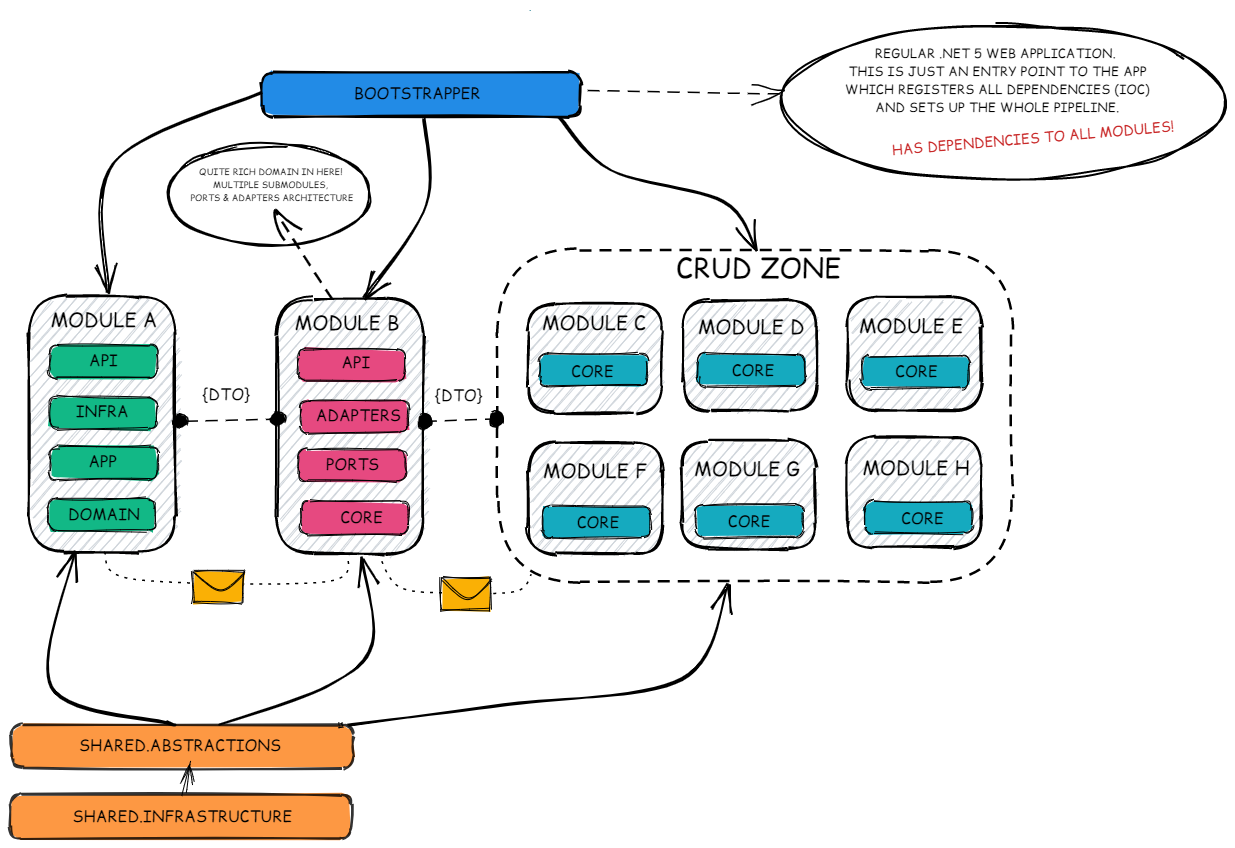 REGULAR .NET 5 WEB APPLICATION.
THIS IS JUST AN ENTRY POINT TO THE APP
WHICH REGISTERS ALL DEPENDENCIES (IOC)
AND SETS UP THE WHOLE PIPELINE.
HAS DEPENDENCIES TO ALL MODULES!
BOOTSTRAPPER
QUITE RICH DOMAIN IN HERE!
MULTIPLE SUBMODULES,
PORTS & ADAPTERS ARCHITECTURE
MODULE A
API
INFRA
APP
DOMAIN
{DTO}
MODULE B
API
ADAPTERS
PORTS
CORE
{DTO}
CRUD ZONE
MODULE C
CORE
MODULE D
CORE
MODULE E
CORE
MODULE F
CORE
MODULE G
CORE
MODULE H
CORE
SHARED.ABSTRACTIONS
SHARED.INFRASTRUCTURE